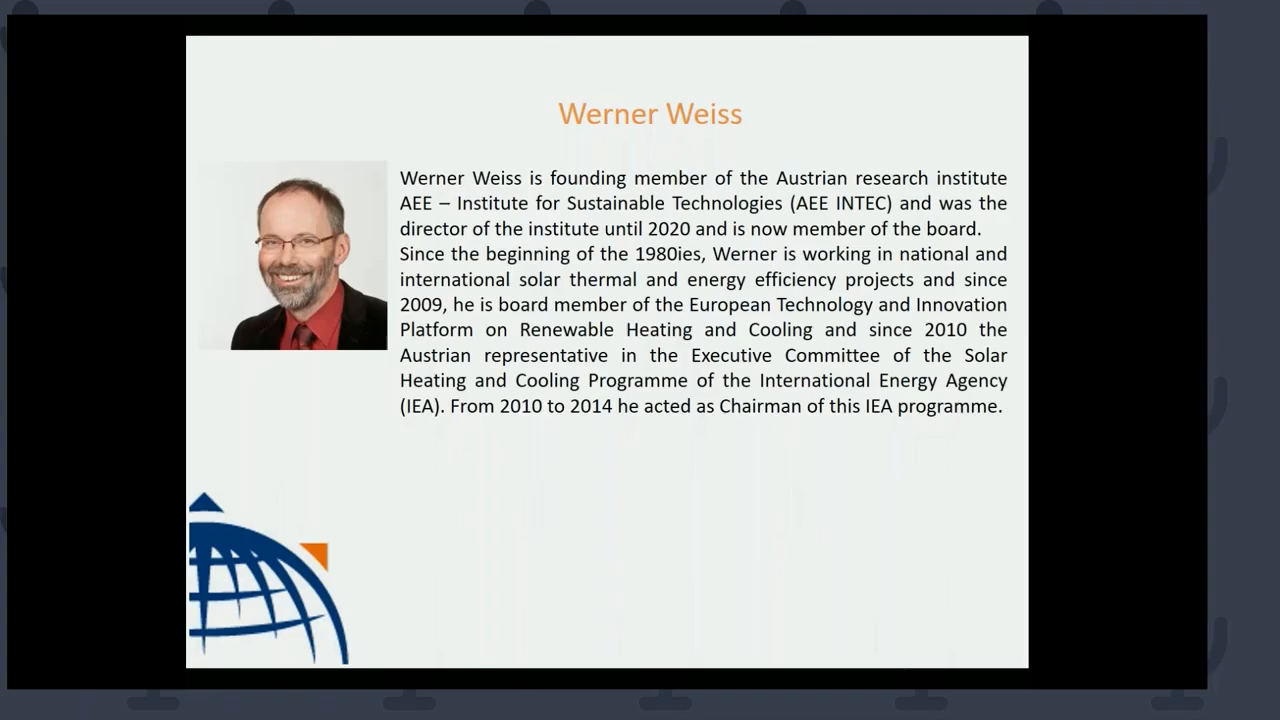 Werner Weiss
Werner Weiss is founding member of the Austrian research institute
AEE – Institute for Sustainable Technologies (AEE INTEC) and was the
director of the institute until 2020 and is now member of the board.
Since the beginning of the 1980ies, Werner is working in national and
international solar thermal and energy efficiency projects and since
2009, he is board member of the European Technology and Innovation
Platform on Renewable Heating and Cooling and since 2010 the
Austrian representative in the Executive Committee of the Solar
Heating and Cooling Programme of the International Energy Agency
(IEA). From 2010 to 2014 he acted as Chairman of this IEA programme.